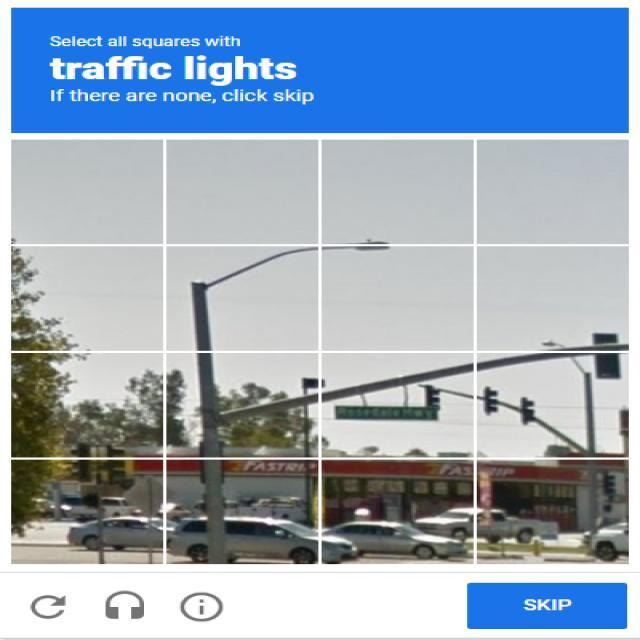 Select all squares with
traffic lights
If there are none, click skip
Rosedale Hwy
FASTRIP
FASTRIP
SKIP